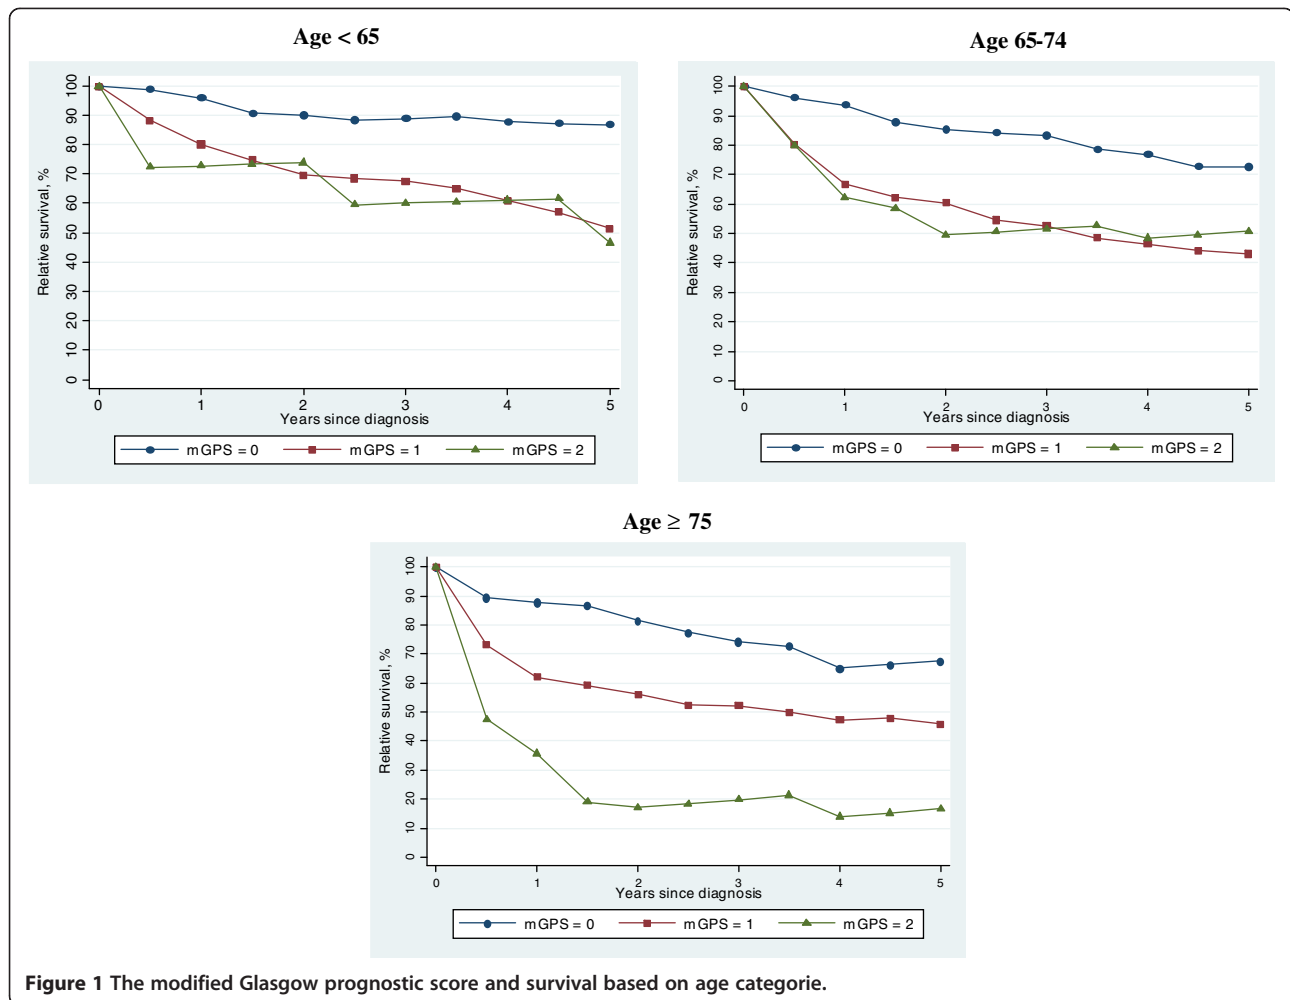 Age < 65
Relative survival, %
100
90
80
70
60
50
40
30
20
10
0
0 1 2 3 4 5
Years since diagnosis
mGPS = 0 mGPS = 1 mGPS = 2
Age 65-74
Relative survival, %
100
90
80
70
60
50
40
30
20
10
0
0 1 2 3 4 5
Years since diagnosis
mGPS = 0 mGPS = 1 mGPS = 2
Age ≥ 75
Relative survival, %
100
90
80
70
60
50
40
30
20
10
0
0 1 2 3 4 5
Years since diagnosis
mGPS = 0 mGPS = 1 mGPS = 2
Figure 1 The modified Glasgow prognostic score and survival based on age categorie.